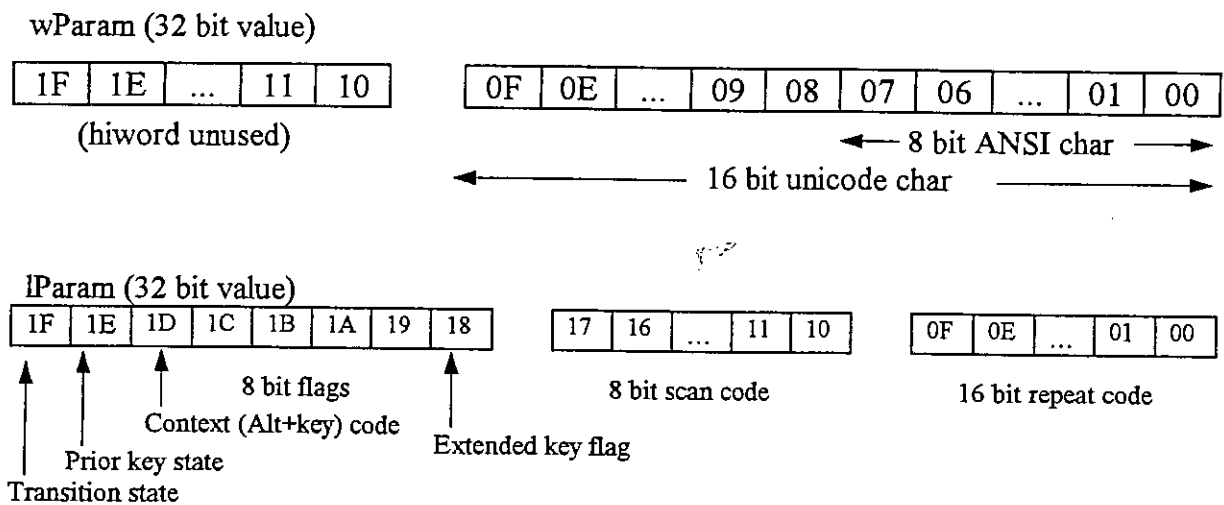 wParam (32 bit value)
1F 1E ... 11 10 0F 0E ... 09 08 07 06 ... 01 00
(hiword unused) 8 bit ANSI char
16 bit unicode char
lParam (32 bit value)
1F 1E 1D 1C 1B 1A 19 18 17 16 ... 11 10 0F 0E ... 01 00
8 bit flags 8 bit scan code 16 bit repeat code
Context (Alt+key) code
Extended key flag
Prior key state
Transition state